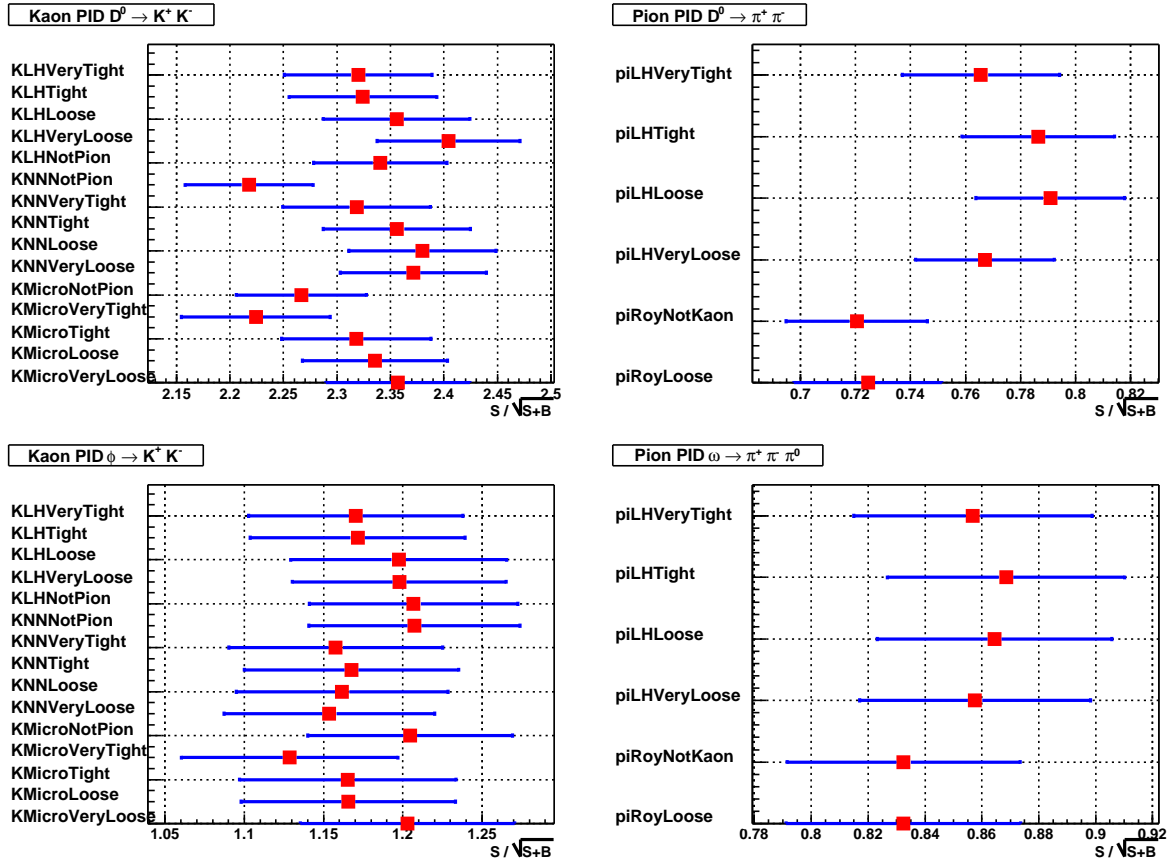 Kaon PID D⁰ → K⁺ K⁻
KLHVeryTight
KLHTight
KLHLoose
KLHVeryLoose
KLHNotPion
KNNNotPion
KNNVeryTight
KNNTight
KNNLoose
KNNVeryLoose
KMicroNotPion
KMicroVeryTight
KMicroTight
KMicroLoose
KMicroVeryLoose
2.15 2.2 2.25 2.3 2.35 2.4 2.45 2.5
S / √S+B
Pion PID D⁰ → π⁺ π⁻
piLHVeryTight
piLHTight
piLHLoose
piLHVeryLoose
piRoyNotKaon
piRoyLoose
0.7 0.72 0.74 0.76 0.78 0.8 0.82
S / √S+B
Kaon PID φ → K⁺ K⁻
KLHVeryTight
KLHTight
KLHLoose
KLHVeryLoose
KLHNotPion
KNNNotPion
KNNVeryTight
KNNTight
KNNLoose
KNNVeryLoose
KMicroNotPion
KMicroVeryTight
KMicroTight
KMicroLoose
KMicroVeryLoose
1.05 1.1 1.15 1.2 1.25
S / √S+B
Pion PID ω → π⁺ π⁻ π⁰
piLHVeryTight
piLHTight
piLHLoose
piLHVeryLoose
piRoyNotKaon
piRoyLoose
0.78 0.8 0.82 0.84 0.86 0.88 0.9 0.92
S / √S+B